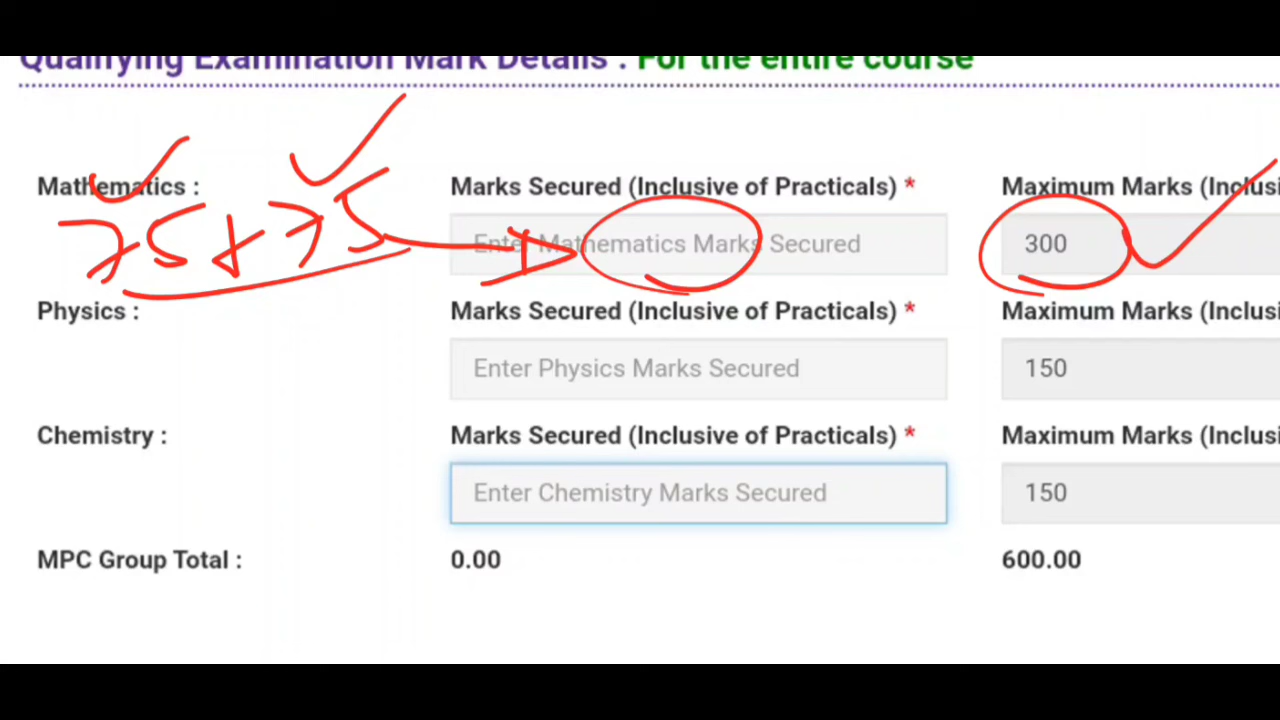 Qualifying Examination Mark Details : For the entire course
Mathematics : Marks Secured (Inclusive of Practicals) * Maximum Marks (Inclusi
75+75 Enter Mathematics Marks Secured 300
Physics : Marks Secured (Inclusive of Practicals) * Maximum Marks (Inclusi
Enter Physics Marks Secured 150
Chemistry : Marks Secured (Inclusive of Practicals) * Maximum Marks (Inclusi
Enter Chemistry Marks Secured 150
MPC Group Total : 0.00 600.00